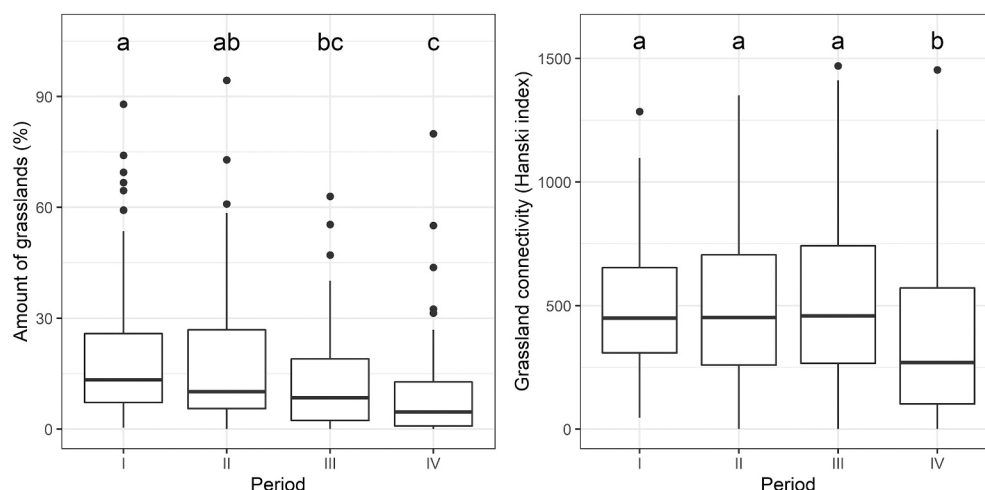 a ab bc c
Amount of grasslands (%)
90
60
30
0
I II III IV
Period
a a a b
Grassland connectivity (Hanski index)
1500
1000
500
0
I II III IV
Period